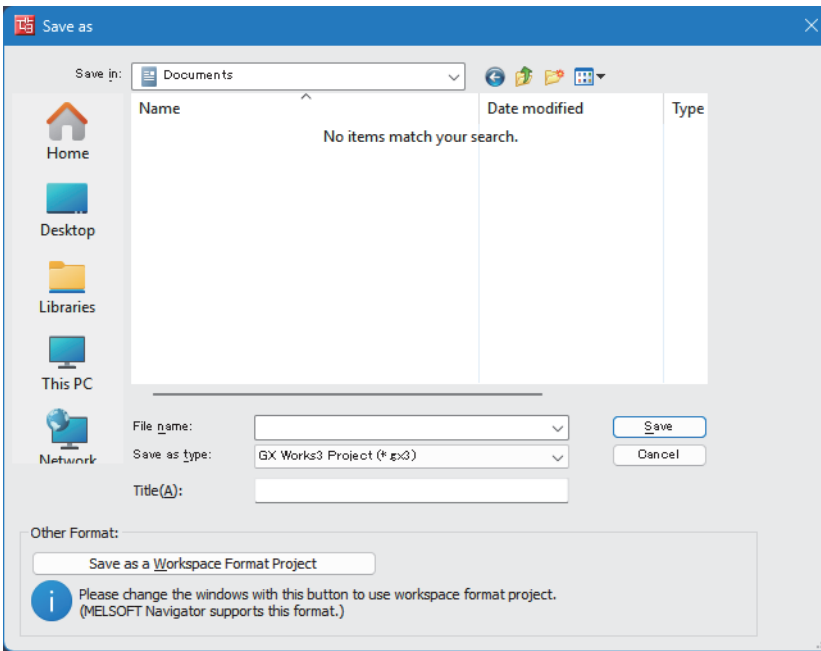 Save as
Save in:
Documents
Name
Date modified
Type
No items match your search.
Home
Desktop
Libraries
This PC
Network
File name:
Save
Save as type:
GX Works3 Project (*.gx3)
Cancel
Title(A):
Other Format:
Save as a Workspace Format Project
Please change the windows with this button to use workspace format project.
(MELSOFT Navigator supports this format.)